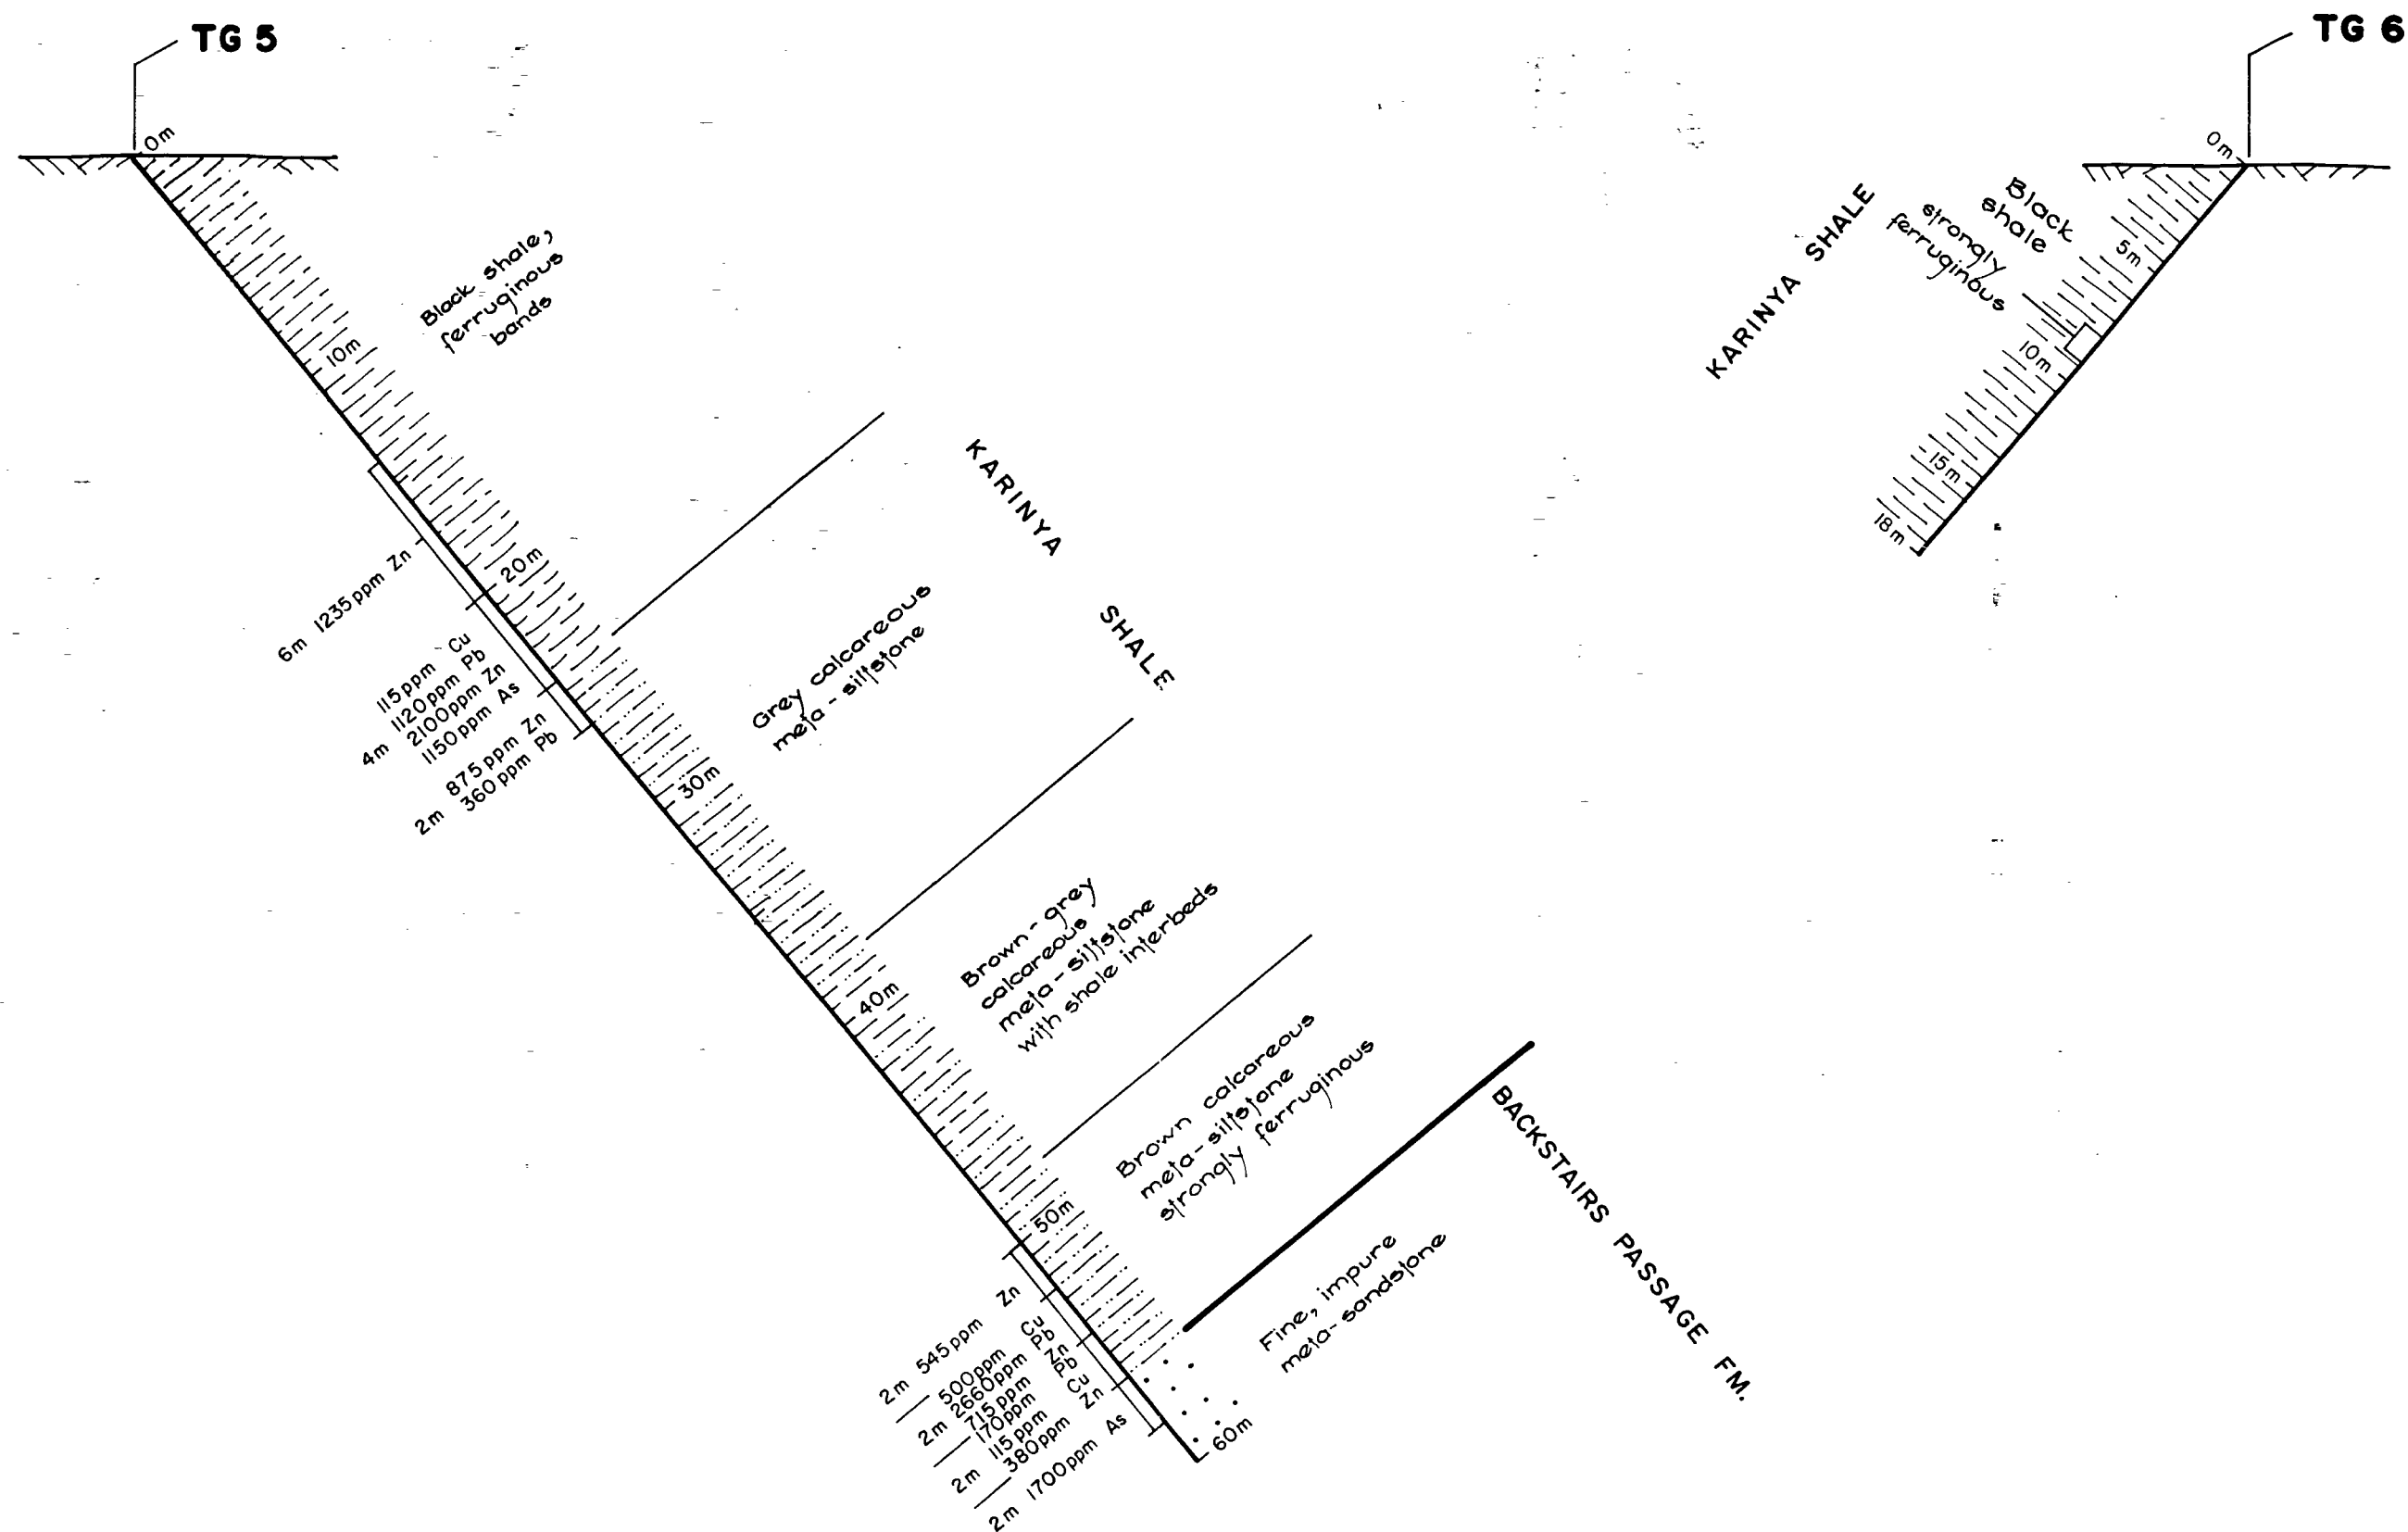 TG 5
TG 6
0m
Black shale,
ferruginous
bands
10m
20m
30m
40m
50m
60m
KARINYA SHALE
Grey calcareous
meta-siltstone
Brown-grey
calcareous
meta-siltstone
with shale interbeds
Brown calcareous
meta-siltstone
strongly ferruginous
BACKSTAIRS PASSAGE FM.
Fine, impure
meta-sandstone
6m 1235ppm Zn
115ppm Cu
1120ppm Pb
4m 2100ppm Zn
1150ppm As
875ppm Zn
2m 360ppm Pb
2m 545ppm Zn
500ppm Cu
2660ppm Pb
2m 715ppm Zn
170ppm Pb
115ppm Cu
2m 380ppm Zn
2m 1700ppm As
0m
KARINYA SHALE
Black
shale
strongly
ferruginous
5m
10m
15m
18m